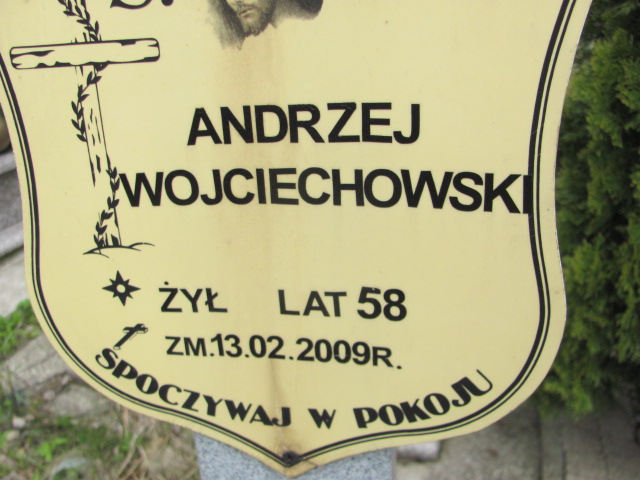 ANDRZEJ
WOJCIECHOWSKI
ŻYŁ LAT 58
ZM.13.02.2009R.
SPOCZYWAJ W POKOJU